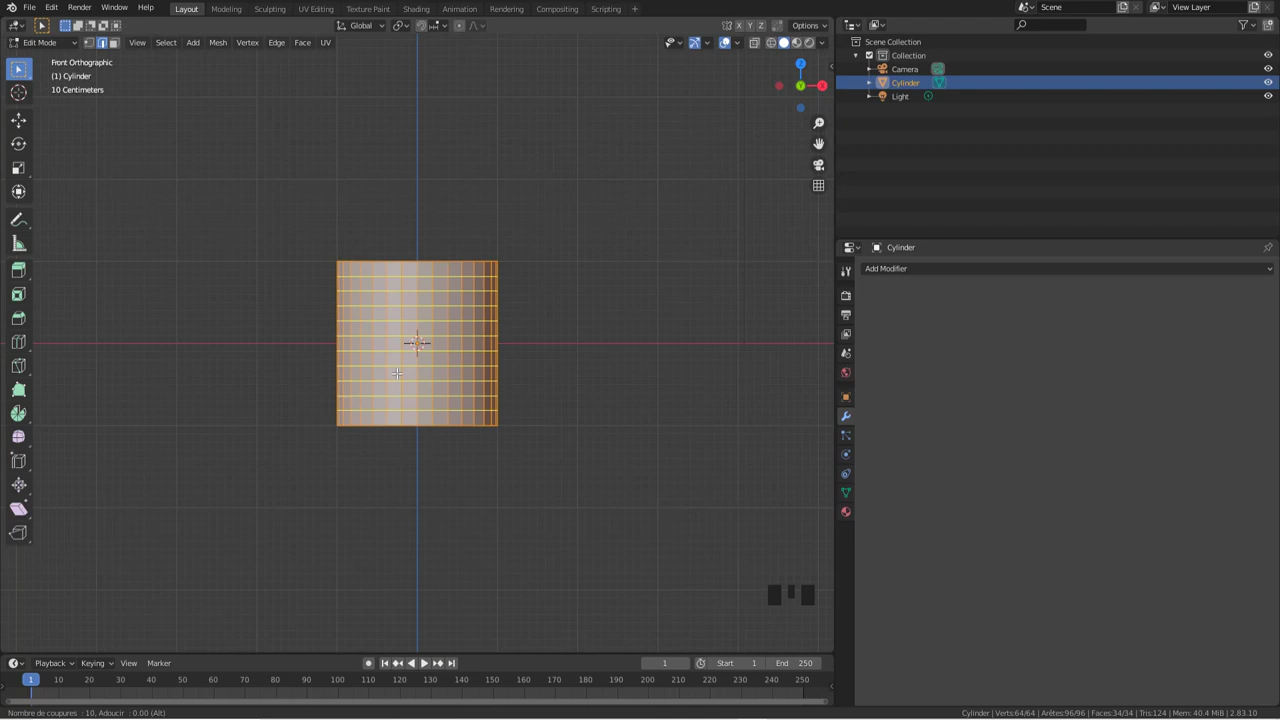 File Edit Render Window Help Layout Modeling Sculpting UV Editing Texture Paint Shading Animation Rendering Compositing Scripting + Scene View Layer
Global X Y Z Options
Edit Mode View Select Add Mesh Vertex Edge Face UV
Front Orthographic
(1) Cylinder
10 Centimeters
Z
Y
X
Scene Collection
Collection
Camera
Cylinder
Light
Cylinder
Add Modifier
Playback Keying View Marker 1 Start 1 End 250
1 10 20 30 40 50 60 70 80 90 100 110 120 130 140 150 160 170 180 190 200 210 220 230 240 250
Nombre de coupures : 10, Adoucir : 0.00 (Alt) Cylinder | Verts:64/64 | Arêtes:96/96 | Faces:34/34 | Tris:124 | Mem: 40.4 MiB | 2.83.10